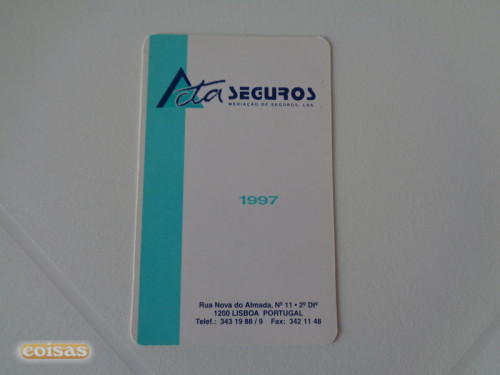 Ata SEGUROS
MEDIAÇÃO DE SEGUROS, LDA
1997
Rua Nova do Almada, Nº 11 • 2º Dtº
1200 LISBOA PORTUGAL
Telef.: 343 19 88 / 9 Fax: 342 11 48
coisas